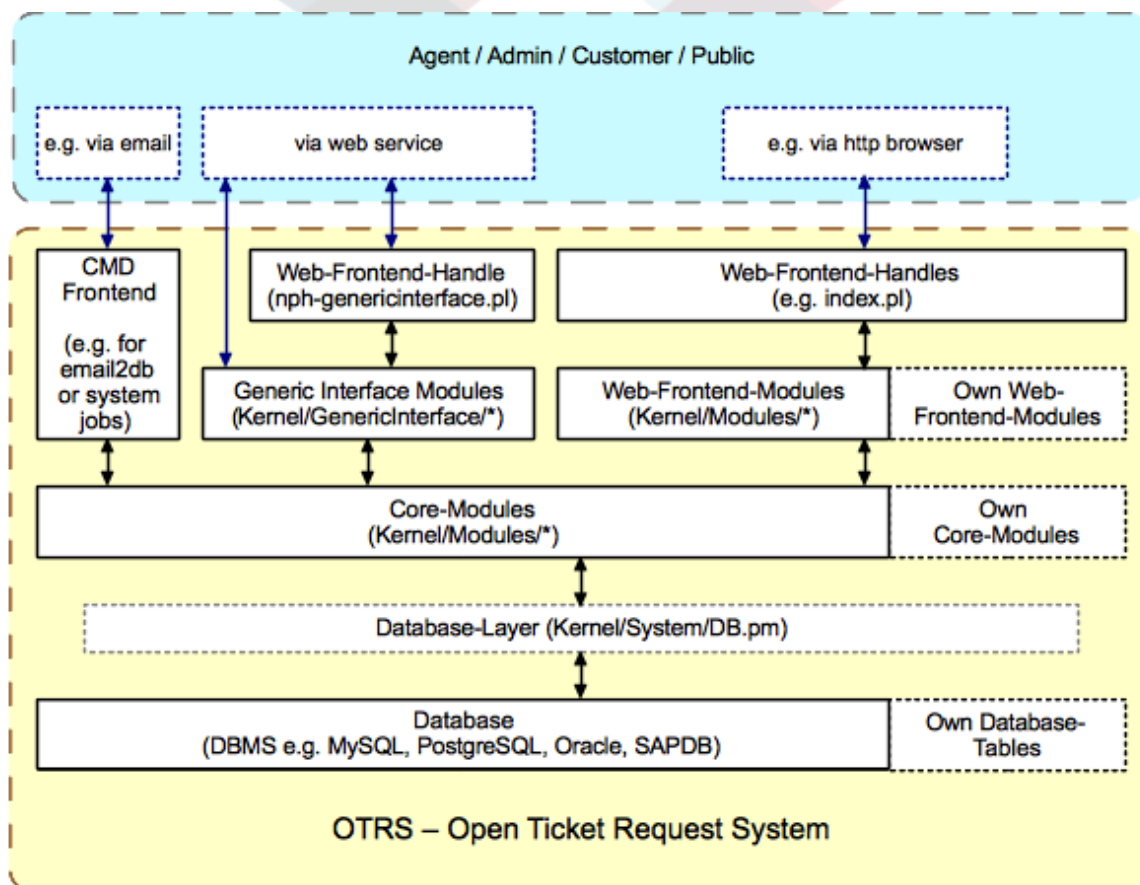 Agent / Admin / Customer / Public
e.g. via email
via web service
e.g. via http browser
CMD
Frontend
(e.g. for
email2db
or system
jobs)
Web-Frontend-Handle
(nph-genericinterface.pl)
Web-Frontend-Handles
(e.g. index.pl)
Generic Interface Modules
(Kernel/GenericInterface/*)
Web-Frontend-Modules
(Kernel/Modules/*)
Own Web-
Frontend-Modules
Core-Modules
(Kernel/Modules/*)
Own
Core-Modules
Database-Layer (Kernel/System/DB.pm)
Database
(DBMS e.g. MySQL, PostgreSQL, Oracle, SAPDB)
Own Database-
Tables
OTRS – Open Ticket Request System